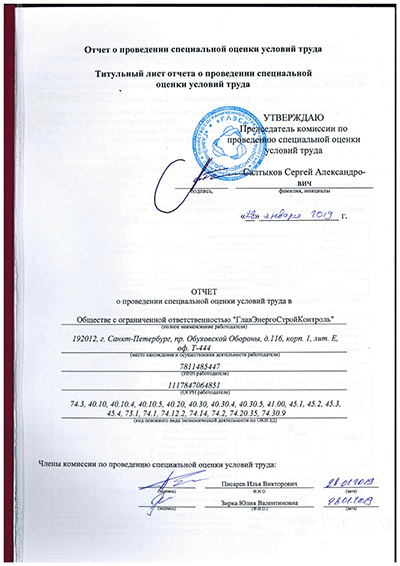 Отчет о проведении специальной оценки условий труда
Титульный лист отчета о проведении специальной
оценки условий труда
УТВЕРЖДАЮ
Председатель комиссии по
проведению специальной оценки
условий труда
Салтыков Сергей Александро-
вич
подпись, фамилия, инициалы
января 2019 г.
ОТЧЕТ
о проведении специальной оценки условий труда в
Обществе с ограниченной ответственностью "ГлавЭнергоСтройКонтроль"
(полное наименование работодателя)
192012, г. Санкт-Петербург, пр. Обуховской Обороны, д.116, корп. 1, лит. Е,
оф. Т-444
(место нахождения и осуществления деятельности работодателя)
7811485447
(ИНН работодателя)
1117847064851
(ОГРН работодателя)
74.3, 40.10, 40.10.4, 40.10.5, 40.20, 40.30, 40.30.4, 40.30.5, 41.00, 45.1, 45.2, 45.3,
45.4, 73.1, 74.1, 74.12.2, 74.14, 74.2, 74.20.35, 74.30.9
(код основного вида экономической деятельности по ОКВЭД)
Члены комиссии по проведению специальной оценки условий труда:
Писарев Илья Викторович 28.01.2019
(подпись) Ф.И.О. (дата)
Зирка Юлия Валентиновна 28.01.2019
(подпись) (Ф.И.О.) (дата)